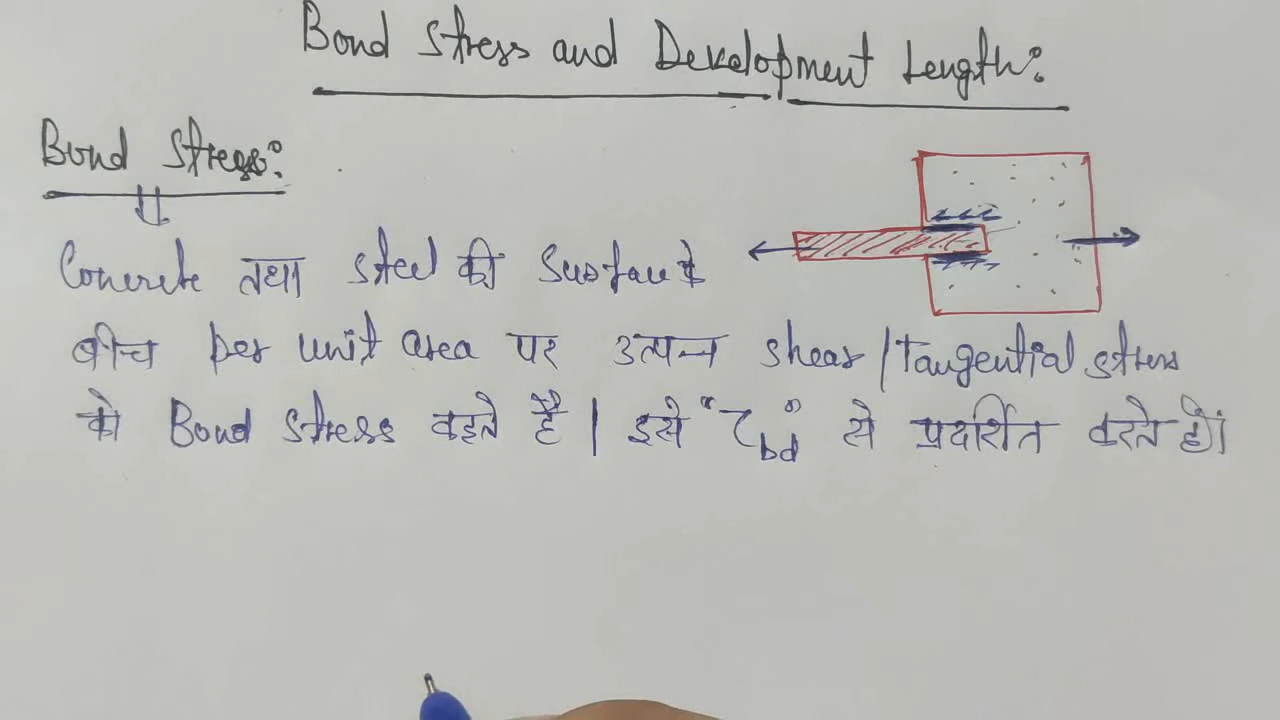 Bond Stress and Development Length:
Bond Stress:
Concrete तथा Steel की Surface के
बीच per unit area पर उत्पन्न shear/Tangential stress
को Bond stress कहते है। इसे "τbd" से प्रदर्शित करते है।